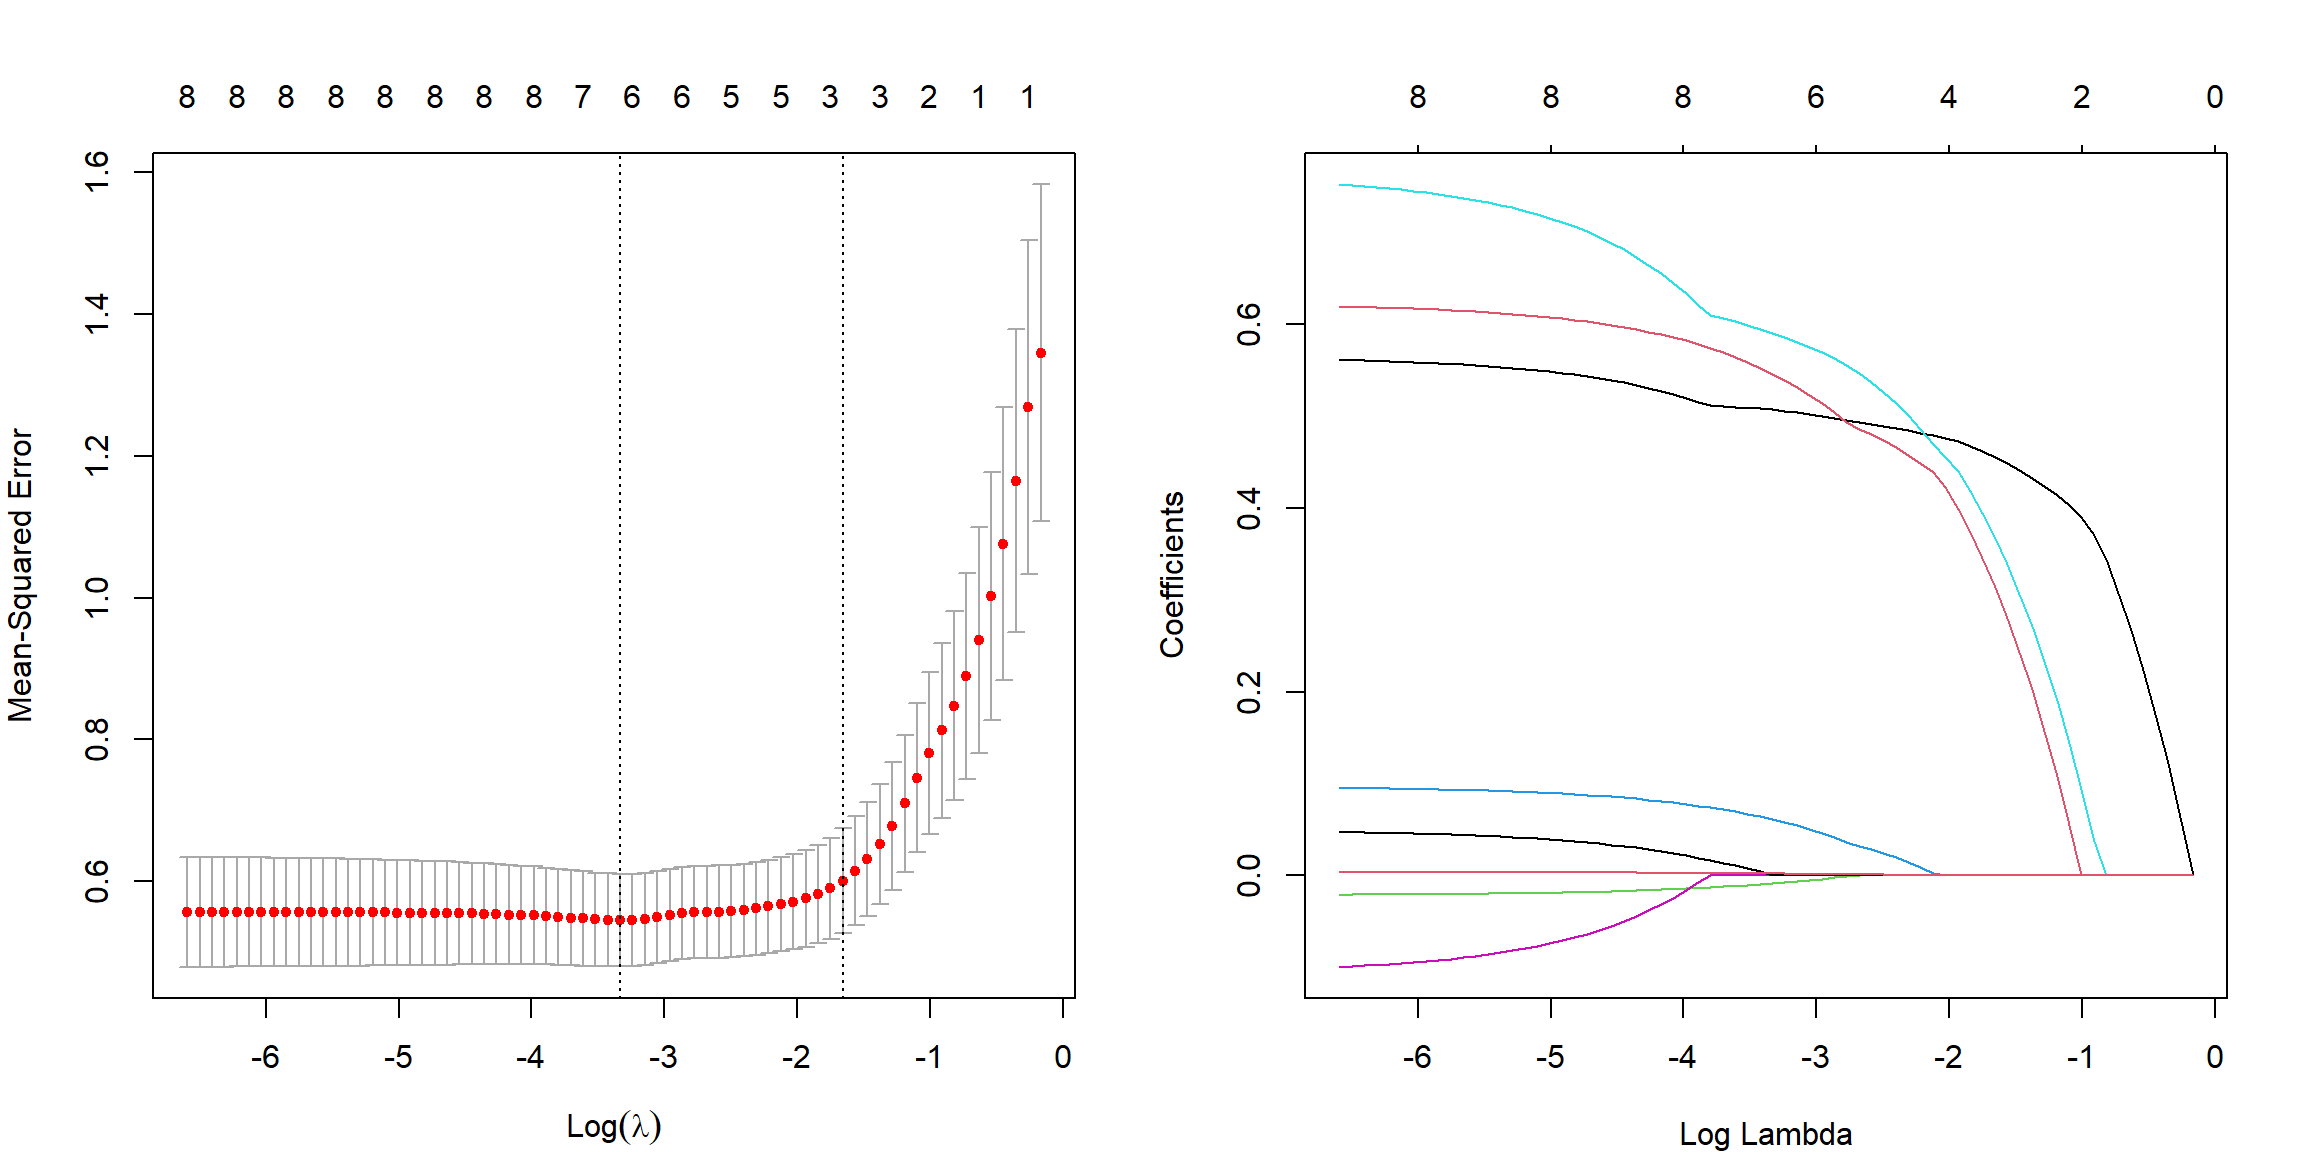 8 8 8 8 8 8 8 8 7 6 6 5 5 3 3 2 1 1
Mean-Squared Error
1.6
1.4
1.2
1.0
0.8
0.6
-6 -5 -4 -3 -2 -1 0
Log(λ)
8 8 8 6 4 2 0
Coefficients
0.6
0.4
0.2
0.0
-6 -5 -4 -3 -2 -1 0
Log Lambda